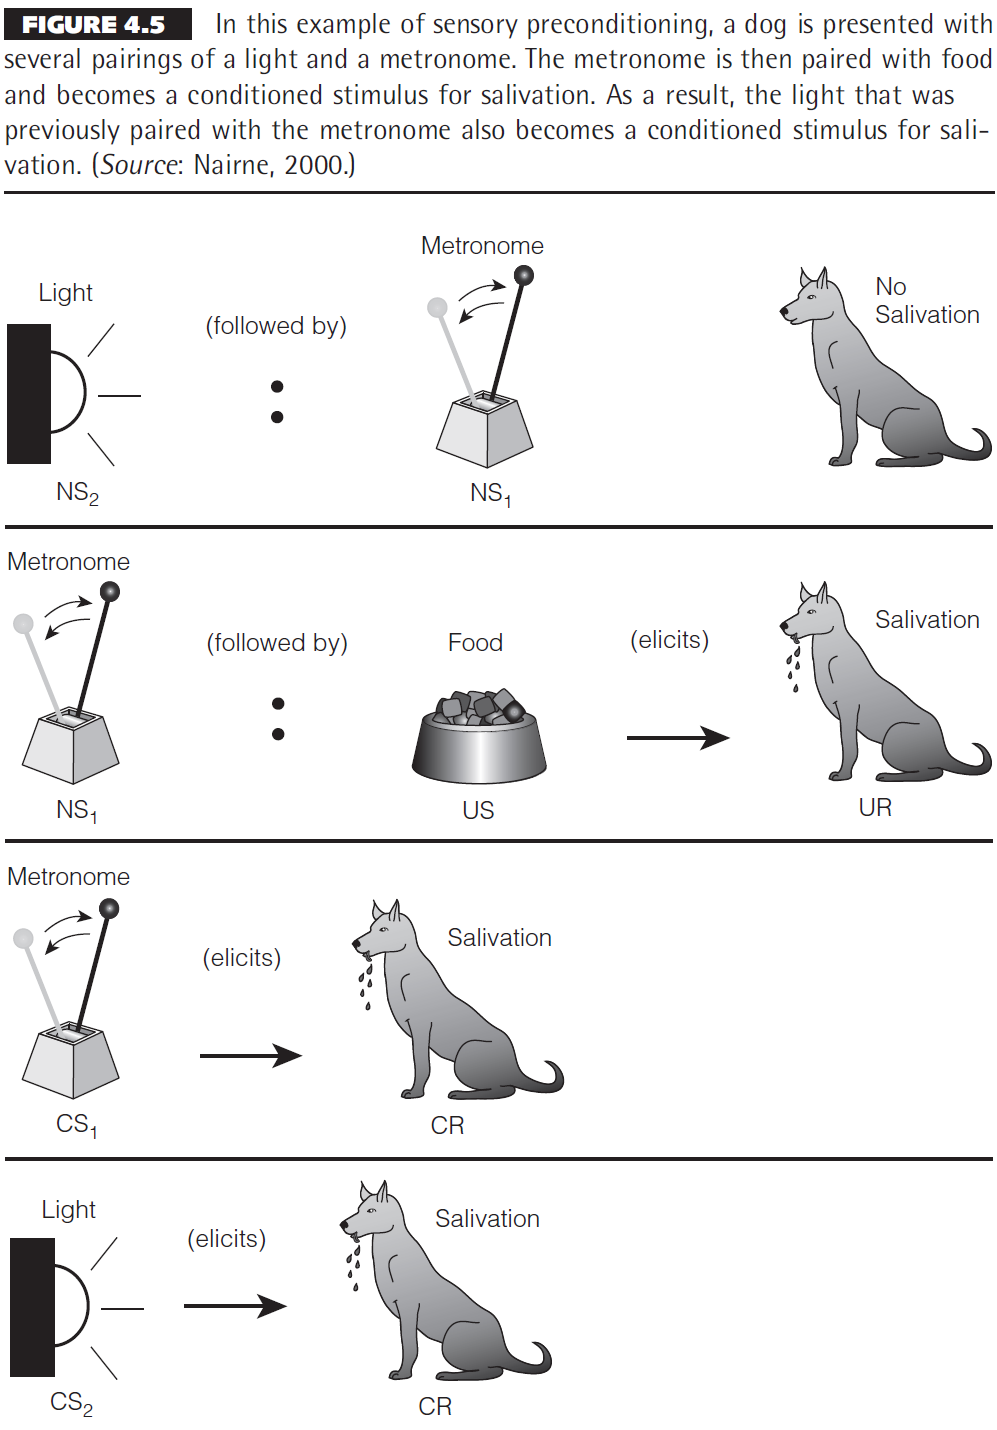 FIGURE 4.5 In this example of sensory preconditioning, a dog is presented with
several pairings of a light and a metronome. The metronome is then paired with food
and becomes a conditioned stimulus for salivation. As a result, the light that was
previously paired with the metronome also becomes a conditioned stimulus for sali-
vation. (Source: Nairne, 2000.)
Light
(followed by)
:
Metronome
No
Salivation
NS2
NS1
Metronome
(followed by)
:
Food
(elicits)
Salivation
NS1
US
UR
Metronome
(elicits)
Salivation
CS1
CR
Light
(elicits)
Salivation
CS2
CR